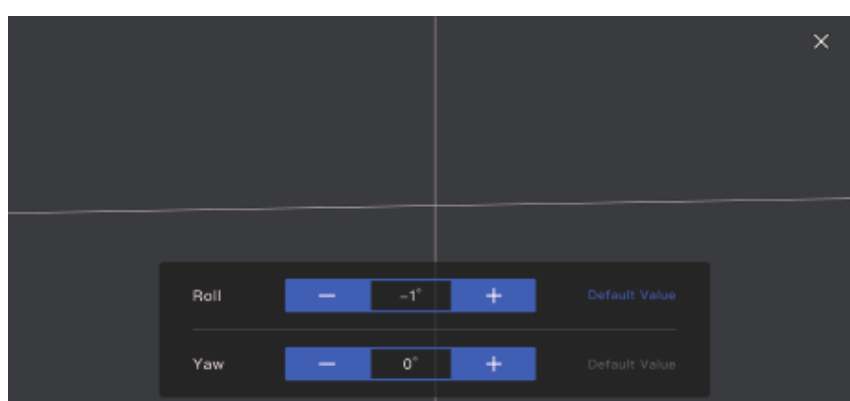 Roll − −1° + Default Value
Yaw − 0° + Default Value